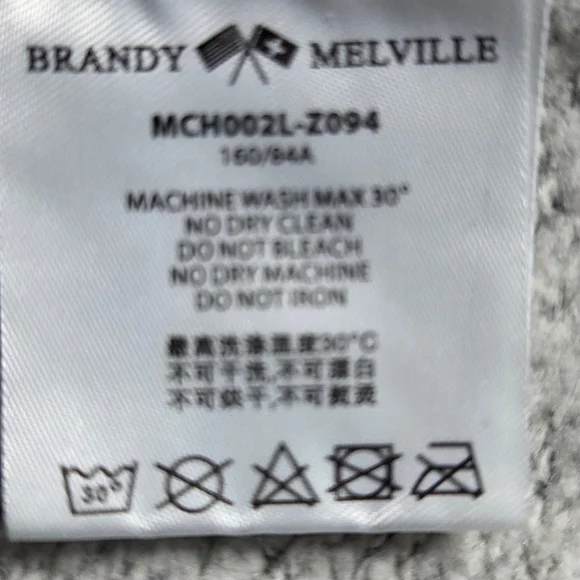 BRANDY MELVILLE
MCH002L-Z094
160/84A
MACHINE WASH MAX 30°
NO DRY CLEAN
DO NOT BLEACH
NO DRY MACHINE
DO NOT IRON
最高洗涤温度30°C
不可干洗,不可漂白
不可烘干,不可熨烫
30°